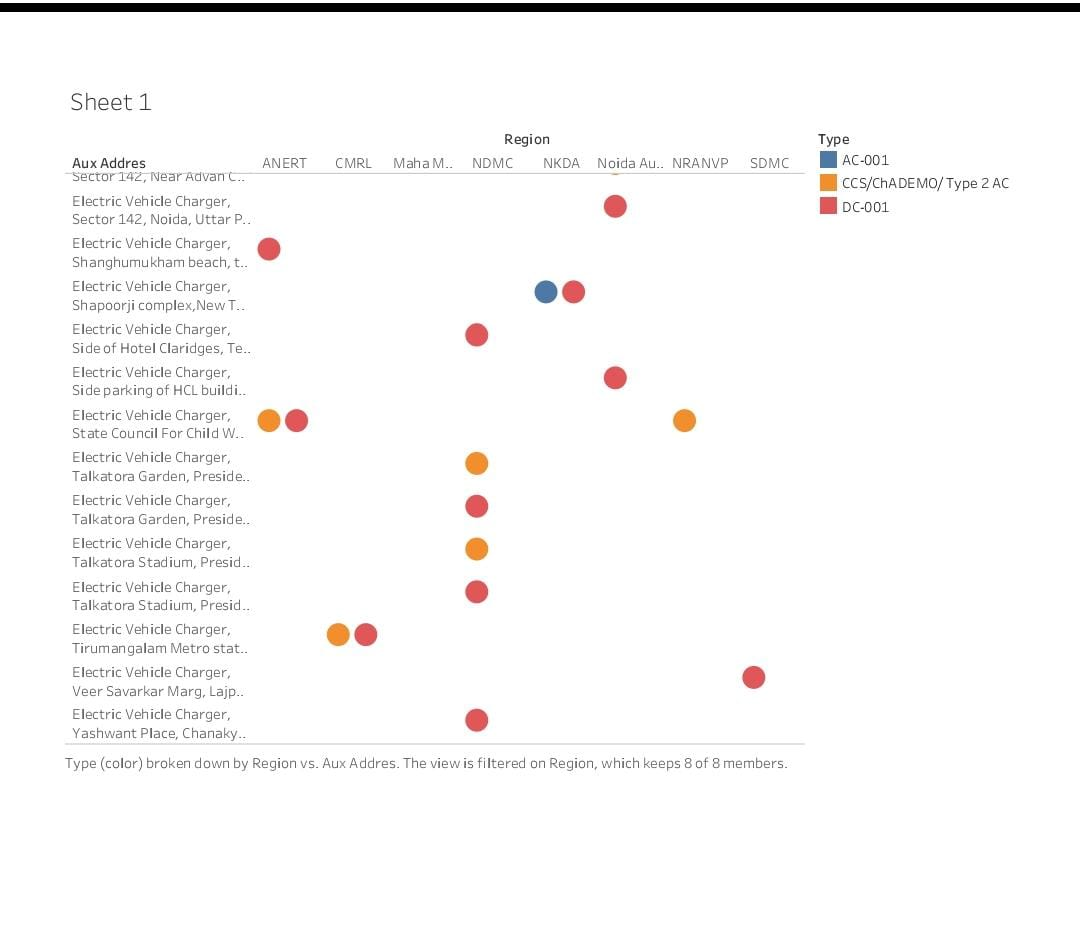 Sheet 1
Region
Type
Aux Addres
ANERT
CMRL
Maha M..
NDMC
NKDA
Noida Au..
NRANVP
SDMC
AC-001
CCS/ChADEMO/ Type 2 AC
DC-001
Sector 142, Near Advan C..
Electric Vehicle Charger,
Sector 142, Noida, Uttar P..
Electric Vehicle Charger,
Shanghumukham beach, t..
Electric Vehicle Charger,
Shapoorji complex,New T..
Electric Vehicle Charger,
Side of Hotel Claridges, Te..
Electric Vehicle Charger,
Side parking of HCL buildi..
Electric Vehicle Charger,
State Council For Child W..
Electric Vehicle Charger,
Talkatora Garden, Preside..
Electric Vehicle Charger,
Talkatora Garden, Preside..
Electric Vehicle Charger,
Talkatora Stadium, Presid..
Electric Vehicle Charger,
Talkatora Stadium, Presid..
Electric Vehicle Charger,
Tirumangalam Metro stat..
Electric Vehicle Charger,
Veer Savarkar Marg, Lajp..
Electric Vehicle Charger,
Yashwant Place, Chanaky..
Type (color) broken down by Region vs. Aux Addres. The view is filtered on Region, which keeps 8 of 8 members.